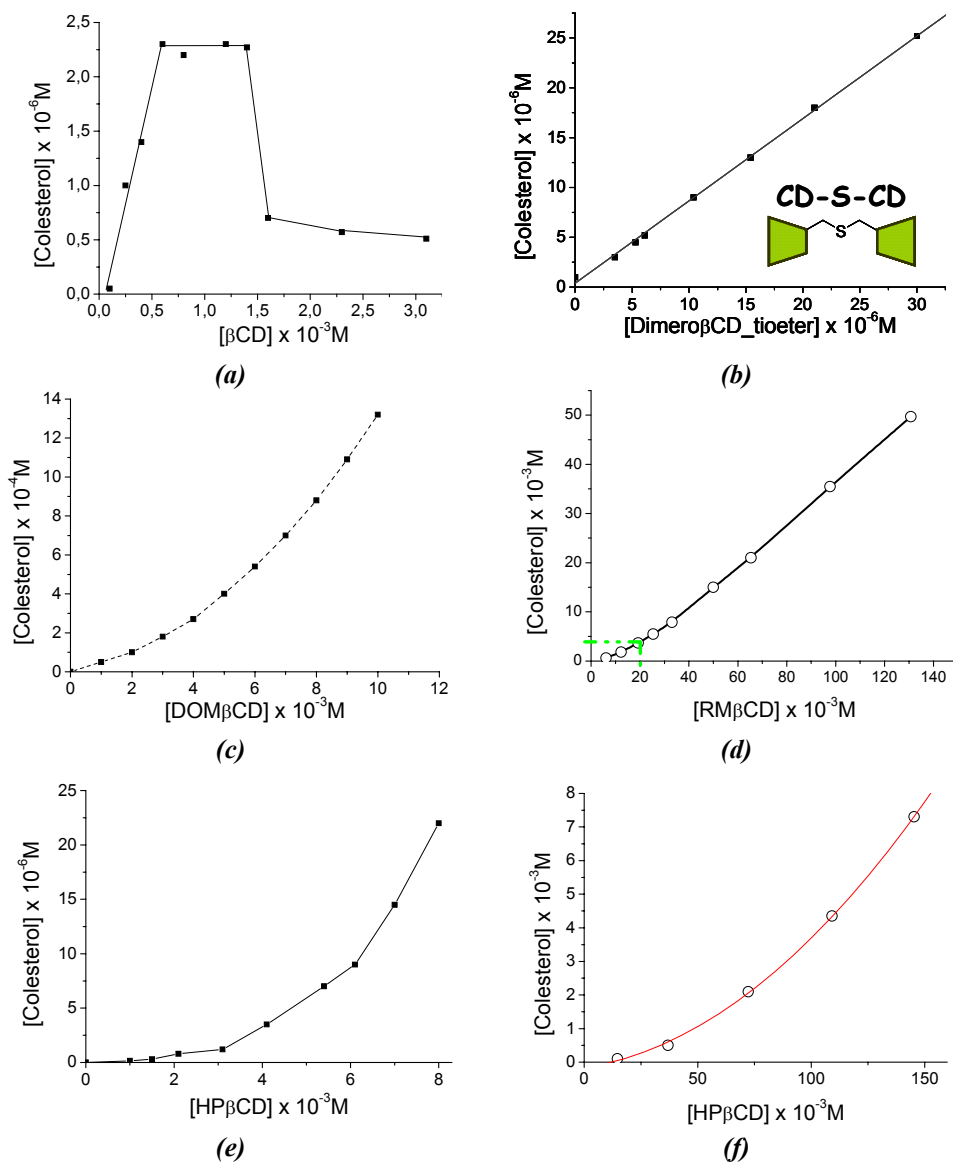 2,5
2,0
1,5
1,0
0,5
0,0
[Colesterol] x 10⁻⁶M
0,0 0,5 1,0 1,5 2,0 2,5 3,0
[βCD] x 10⁻³M
(a)
25
20
15
10
5
0
[Colesterol] x 10⁻⁶M
CD-S-CD
S
0 5 10 15 20 25 30
[DimeroβCD_tioeter] x 10⁻⁶M
(b)
14
12
10
8
6
4
2
0
[Colesterol] x 10⁻⁴M
0 2 4 6 8 10 12
[DOMβCD] x 10⁻³M
(c)
50
40
30
20
10
0
[Colesterol] x 10⁻³M
0 20 40 60 80 100 120 140
[RMβCD] x 10⁻³M
(d)
25
20
15
10
5
0
[Colesterol] x 10⁻⁶M
0 2 4 6 8
[HPβCD] x 10⁻³M
(e)
8
7
6
5
4
3
2
1
0
[Colesterol] x 10⁻³M
0 50 100 150
[HPβCD] x 10⁻³M
(f)